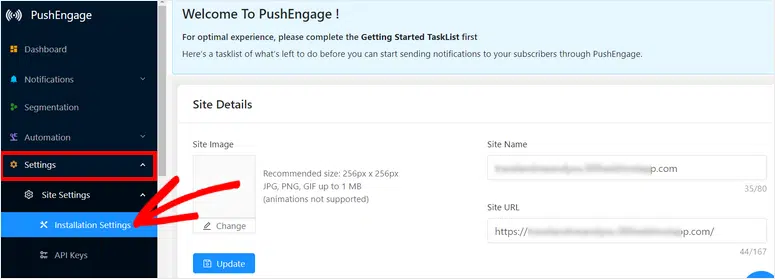 PushEngage
Dashboard
Notifications
Segmentation
Automation
Settings
Site Settings
Installation Settings
API Keys
Welcome To PushEngage !
For optimal experience, please complete the Getting Started TaskList first
Here's a tasklist of what's left to do before you can start sending notifications to your subscribers through PushEngage.
Site Details
Site Image
Recommended size: 256px x 256px
JPG, PNG, GIF up to 1 MB
(animations not supported)
Change
Update
Site Name
p.com
35/80
Site URL
https:// pp.com/
44/167